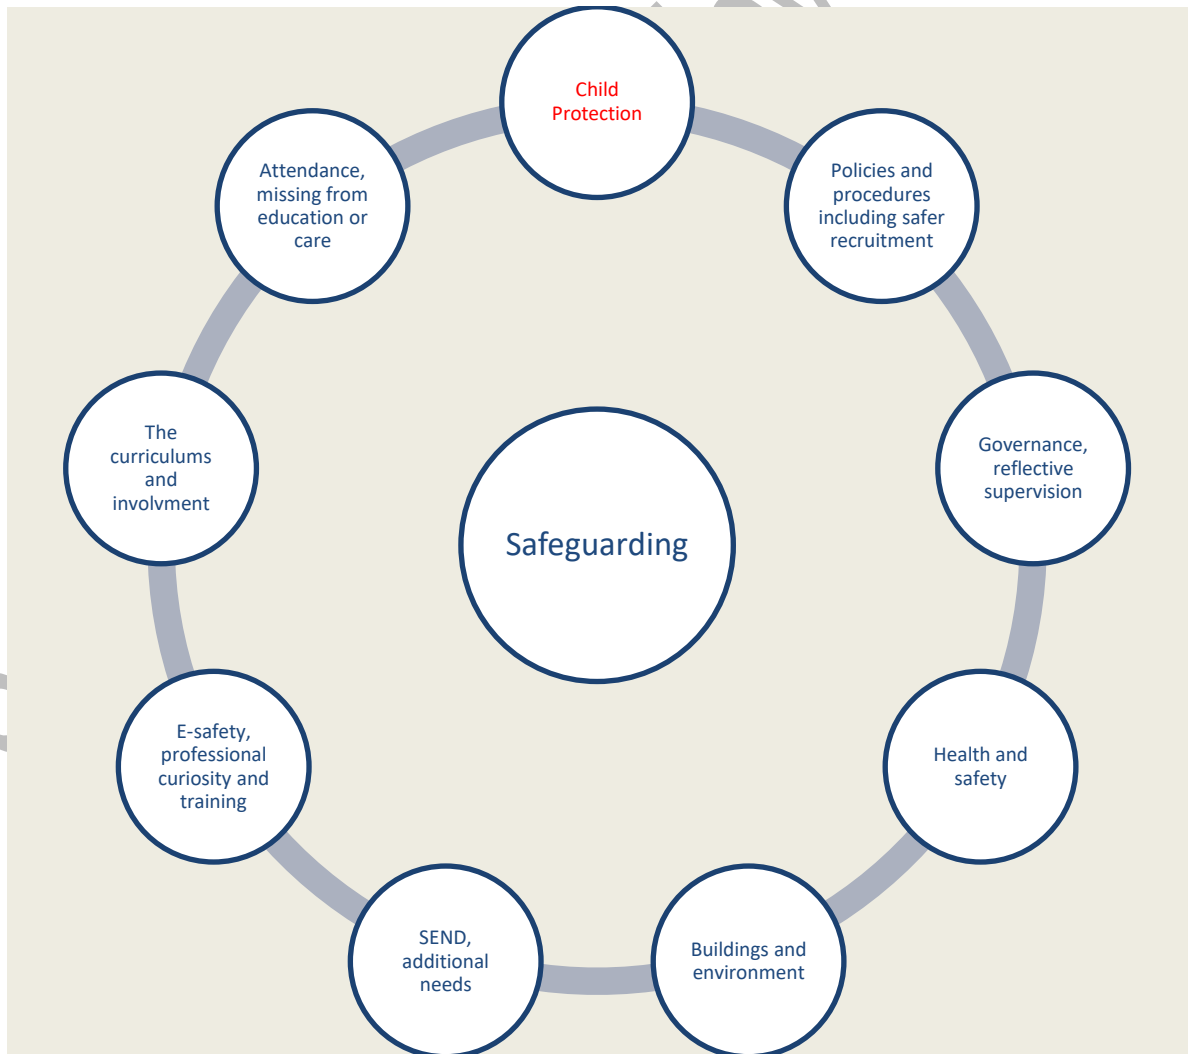 Child
Protection
Policies and
procedures
including safer
recruitment
Governance,
reflective
supervision
Health and
safety
Buildings and
environment
SEND,
additional
needs
E-safety,
professional
curiosity and
training
The
curriculums
and
involvment
Attendance,
missing from
education or
care
Safeguarding